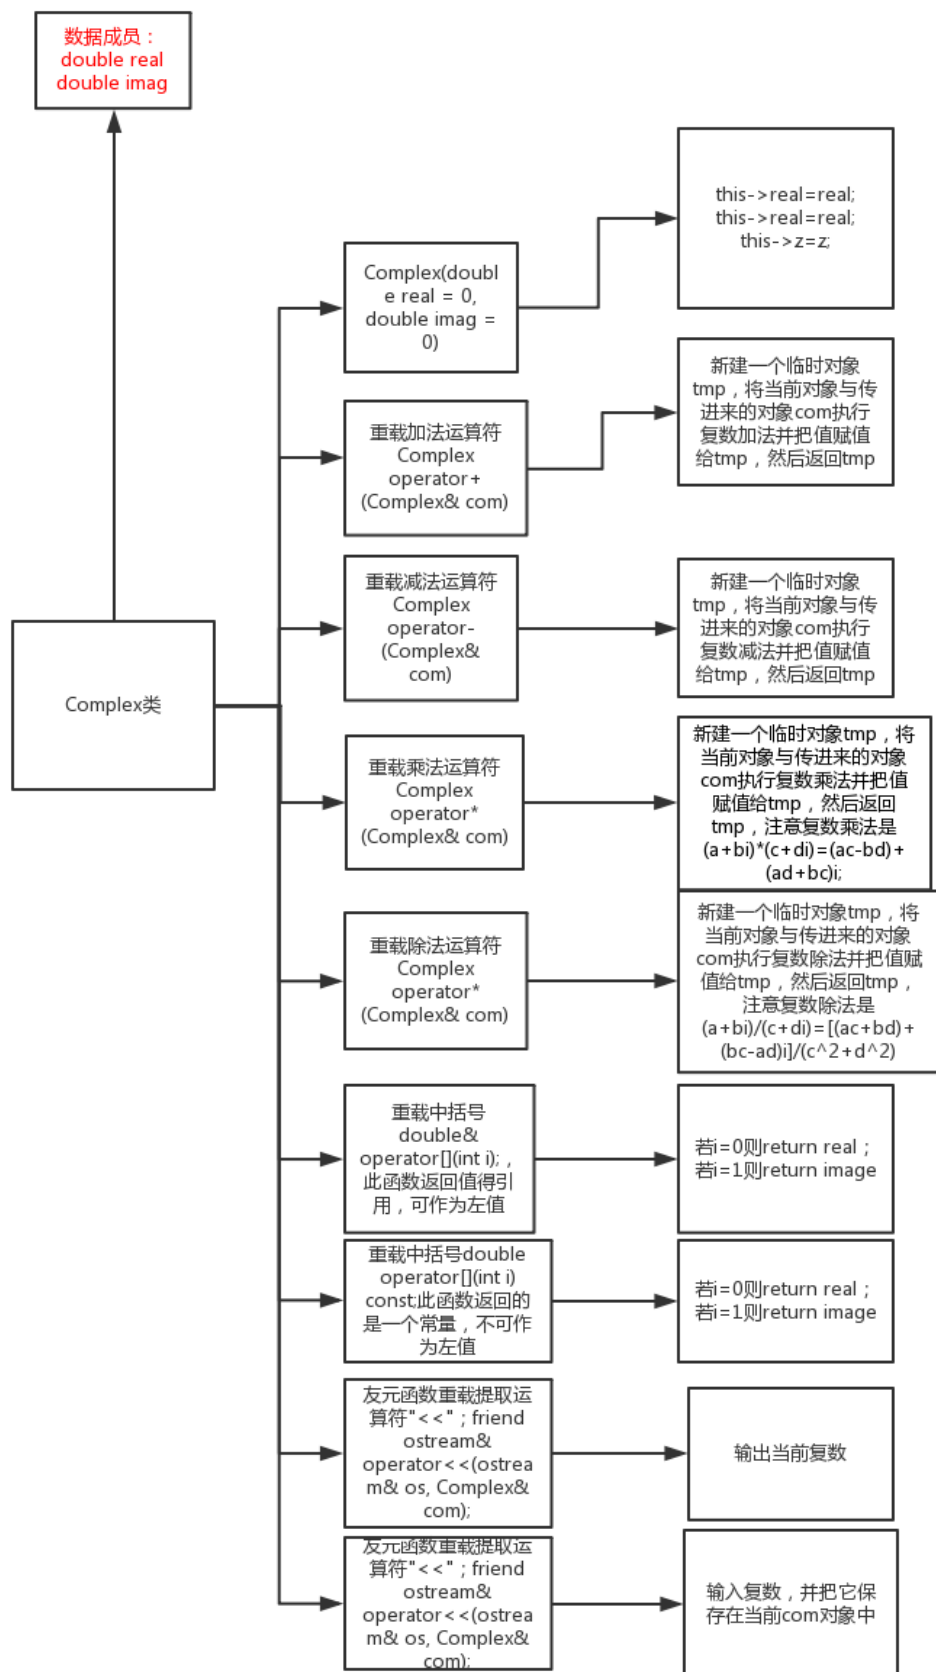 数据成员：
double real
double imag
this->real=real;
this->real=real;
this->z=z;
Complex(doubl
e real = 0,
double imag =
0)
新建一个临时对象
tmp，将当前对象与传
进来的对象com执行
复数加法并把值赋值
给tmp，然后返回tmp
重载加法运算符
Complex
operator+
(Complex& com)
重载减法运算符
Complex
operator-
(Complex&
com)
新建一个临时对象
tmp，将当前对象与传
进来的对象com执行
复数减法并把值赋值
给tmp，然后返回tmp
Complex类
重载乘法运算符
Complex
operator*
(Complex& com)
新建一个临时对象tmp，将
当前对象与传进来的对象
com执行复数乘法并把值
赋值给tmp，然后返回
tmp，注意复数乘法是
(a+bi)*(c+di)=(ac-bd)+
(ad+bc)i;
重载除法运算符
Complex
operator*
(Complex& com)
新建一个临时对象tmp，将
当前对象与传进来的对象
com执行复数除法并把值赋
值给tmp，然后返回tmp，
注意复数除法是
(a+bi)/(c+di)=[(ac+bd)+
(bc-ad)i]/(c^2+d^2)
重载中括号
double&
operator[](int i);，
此函数返回值得引
用，可作为左值
若i=0则return real；
若i=1则return image
重载中括号double
operator[](int i)
const;此函数返回的
是一个常量，不可作
为左值
若i=0则return real；
若i=1则return image
友元函数重载提取运
算符"<<"；friend
ostream&
operator<<(ostrea
m& os, Complex&
com);
输出当前复数
友元函数重载提取运
算符"<<"；friend
ostream&
operator<<(ostrea
m& os, Complex&
com);
输入复数，并把它保
存在当前com对象中